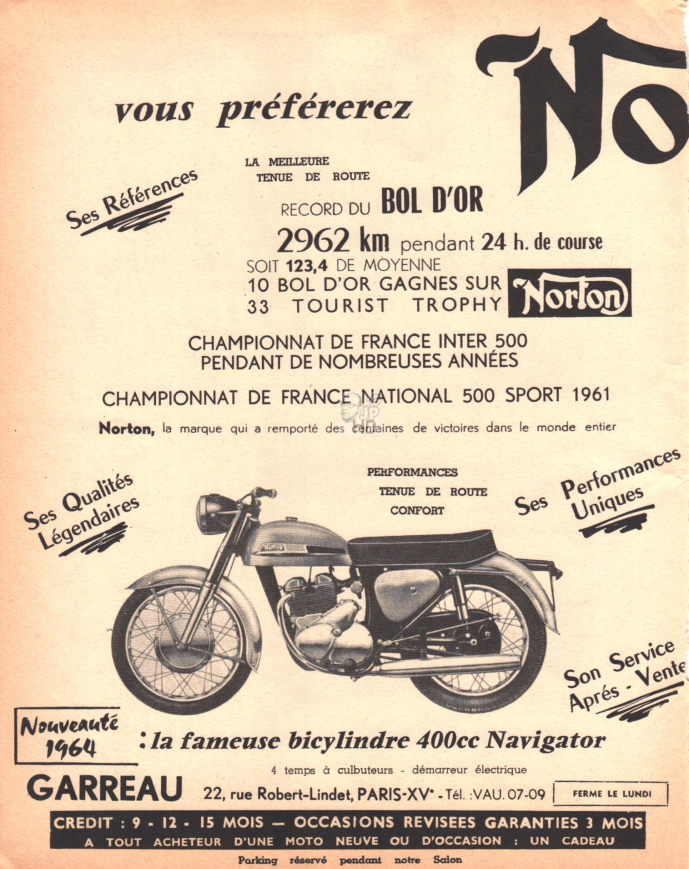 No
vous préférerez
LA MEILLEURE
TENUE DE ROUTE
Ses Références
RECORD DU BOL D'OR
2962 km pendant 24 h. de course
SOIT 123,4 DE MOYENNE
10 BOL D'OR GAGNES SUR
33 TOURIST TROPHY
Norton
CHAMPIONNAT DE FRANCE INTER 500
PENDANT DE NOMBREUSES ANNÉES
CHAMPIONNAT DE FRANCE NATIONAL 500 SPORT 1961
JP
HD
Norton, la marque qui a remporté des centaines de victoires dans le monde entier
PERFORMANCES
TENUE DE ROUTE
CONFORT
Ses Qualités
Légendaires
Ses Performances
Uniques
Norton
Son Service
Aprés - Vente
Nouveauté
1964
: la fameuse bicylindre 400cc Navigator
4 temps à culbuteurs - démarreur électrique
GARREAU
22, rue Robert-Lindet, PARIS-XVe - Tél. :VAU. 07-09
FERME LE LUNDI
CREDIT : 9 - 12 - 15 MOIS — OCCASIONS REVISEES GARANTIES 3 MOIS
A TOUT ACHETEUR D'UNE MOTO NEUVE OU D'OCCASION : UN CADEAU
Parking réservé pendant notre Salon